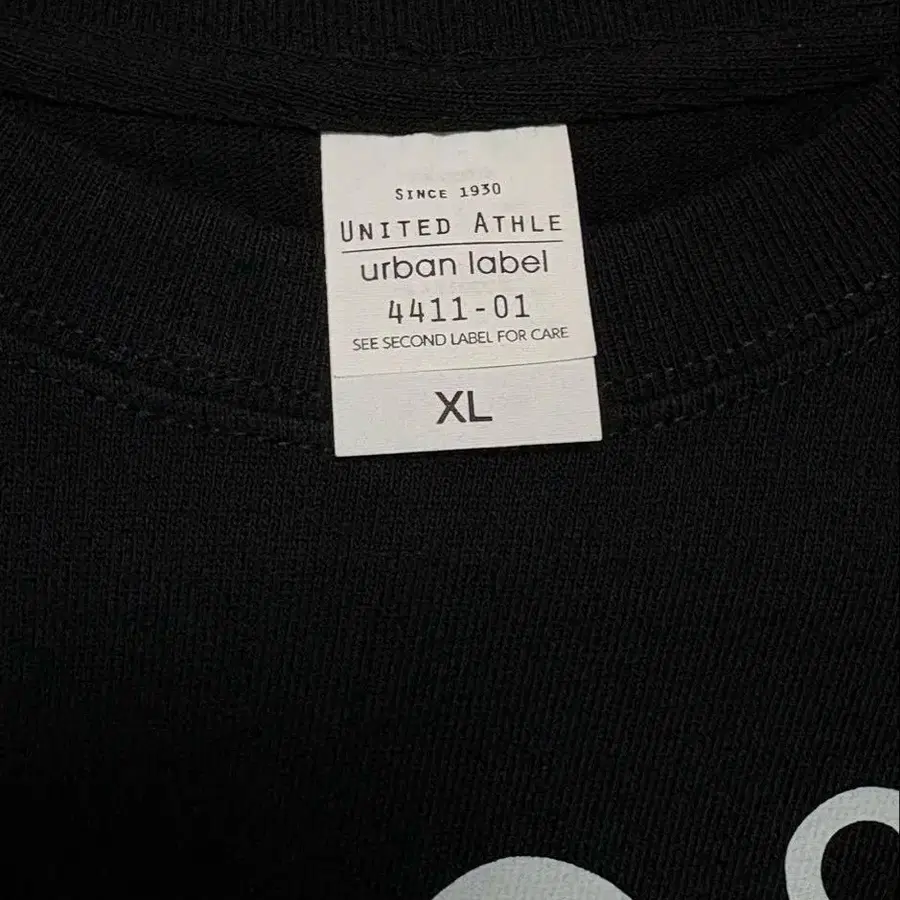 SINCE 1930
UNITED ATHLE
urban label
4411-01
SEE SECOND LABEL FOR CARE
XL